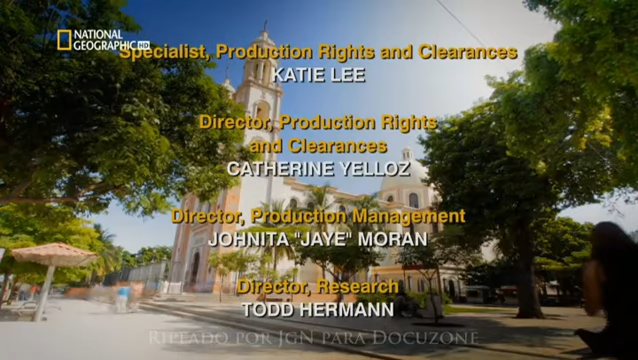 NATIONAL
GEOGRAPHIC HD
Specialist, Production Rights and Clearances
KATIE LEE
Director, Production Rights
and Clearances
CATHERINE YELLOZ
Director, Production Management
JOHNITA "JAYE" MORAN
Director, Research
TODD HERMANN
Ripeado por JgN para Docuzone